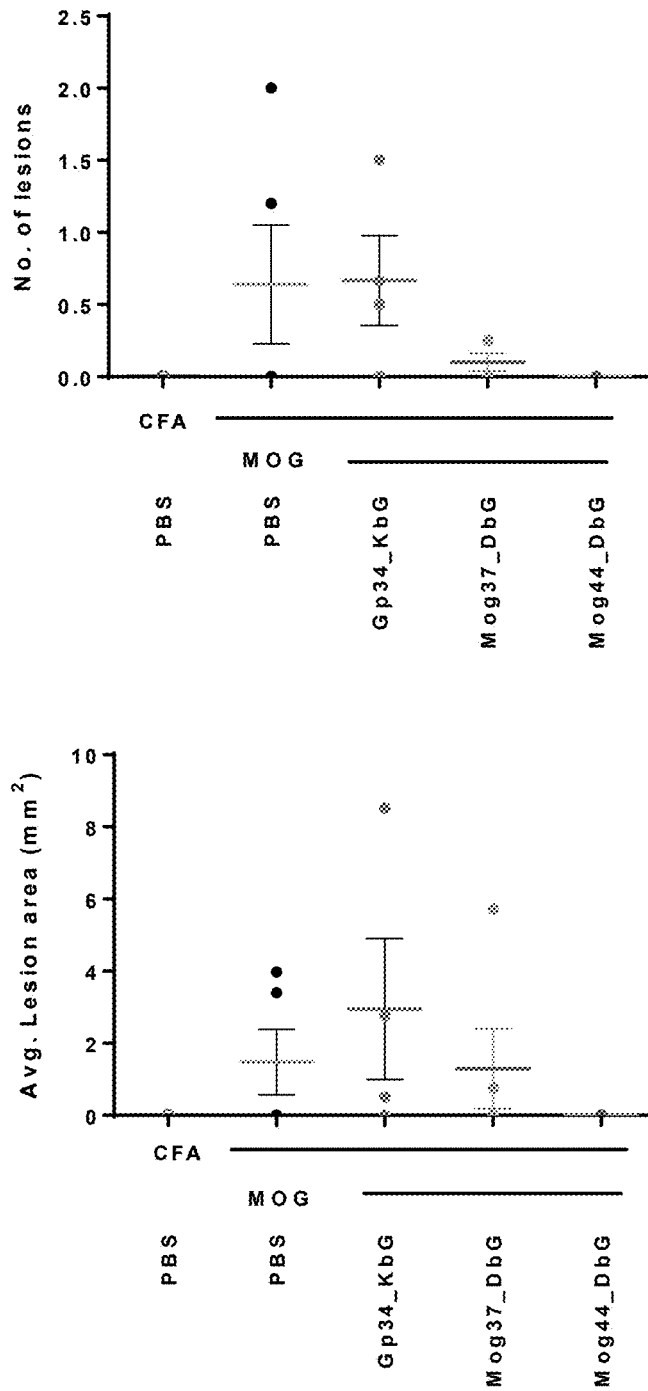 No. of lesions
2.5
2.0
1.5
1.0
0.5
0.0
CFA
MOG
PBS
PBS
Gp34_KbG
Mog37_DbG
Mog44_DbG
Avg. Lesion area (mm²)
10
8
6
4
2
0
CFA
MOG
PBS
PBS
Gp34_KbG
Mog37_DbG
Mog44_DbG